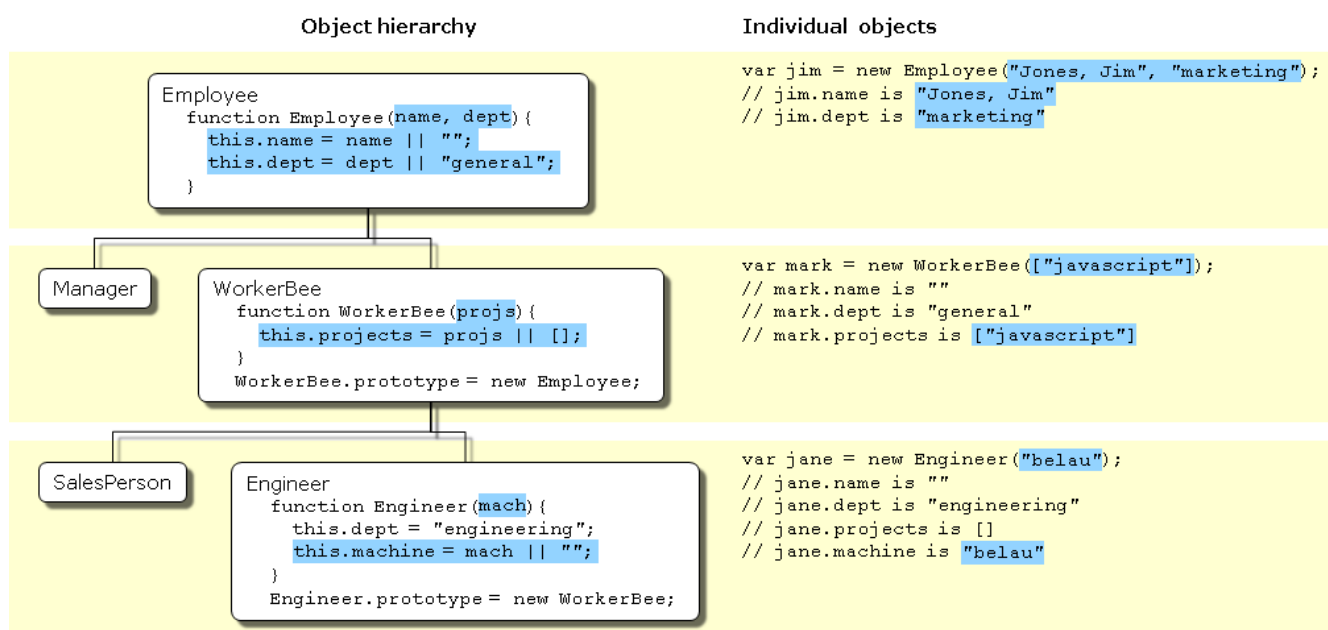 Object hierarchy
Individual objects
Employee
function Employee(name, dept){
this.name = name || "";
this.dept = dept || "general";
}
var jim = new Employee("Jones, Jim", "marketing");
// jim.name is "Jones, Jim"
// jim.dept is "marketing"
Manager
WorkerBee
function WorkerBee(projs){
this.projects = projs || [];
}
WorkerBee.prototype = new Employee;
var mark = new WorkerBee(["javascript"]);
// mark.name is ""
// mark.dept is "general"
// mark.projects is ["javascript"]
SalesPerson
Engineer
function Engineer(mach){
this.dept = "engineering";
this.machine = mach || "";
}
Engineer.prototype = new WorkerBee;
var jane = new Engineer("belau");
// jane.name is ""
// jane.dept is "engineering"
// jane.projects is []
// jane.machine is "belau"